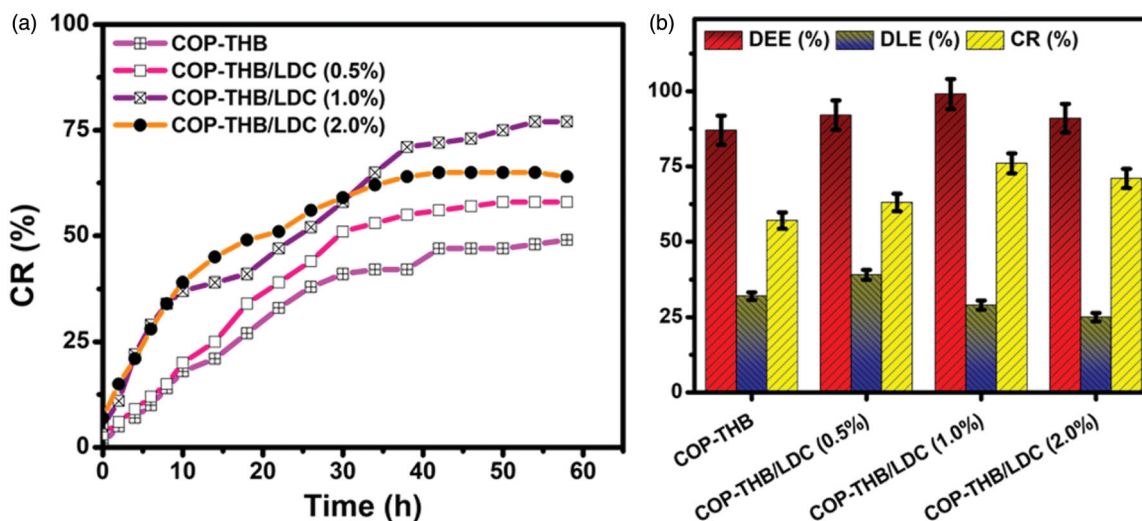 (a)
CR (%)
100
75
50
25
0
COP-THB
COP-THB/LDC (0.5%)
COP-THB/LDC (1.0%)
COP-THB/LDC (2.0%)
0 10 20 30 40 50 60
Time (h)
(b)
DEE (%) DLE (%) CR (%)
100
75
50
25
0
COP-THB
COP-THB/LDC (0.5%)
COP-THB/LDC (1.0%)
COP-THB/LDC (2.0%)